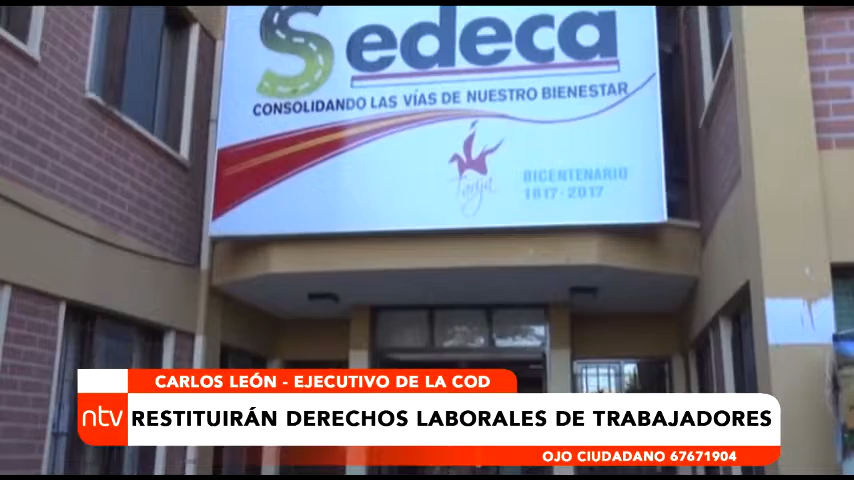 Sedeca
CONSOLIDANDO LAS VÍAS DE NUESTRO BIENESTAR
Tarija
BICENTENARIO
1817-2017
CARLOS LEÓN - EJECUTIVO DE LA COD
ntv
RESTITUIRÁN DERECHOS LABORALES DE TRABAJADORES
OJO CIUDADANO 67671904